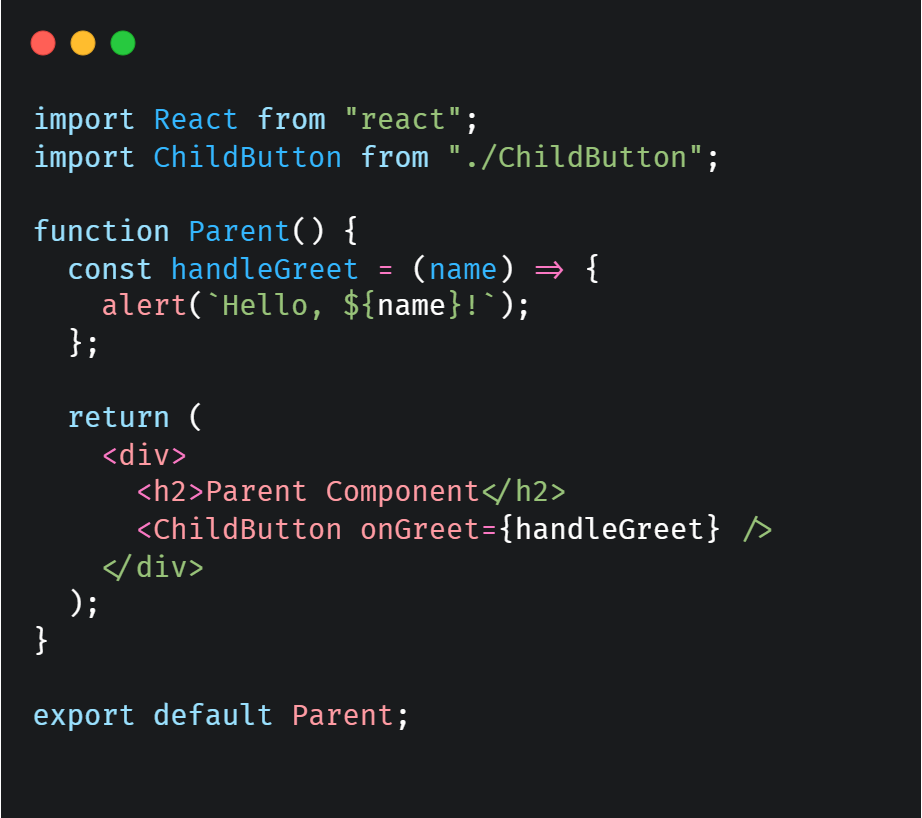 import React from "react";
import ChildButton from "./ChildButton";

function Parent() {
  const handleGreet = (name) => {
    alert(`Hello, ${name}!`);
  };

  return (
    <div>
      <h2>Parent Component</h2>
      <ChildButton onGreet={handleGreet} />
    </div>
  );
}

export default Parent;